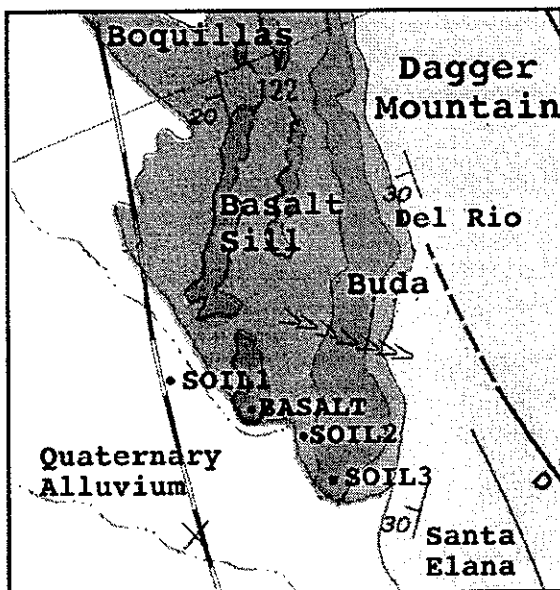 Boquillas
Dagger
Mountain
122
20
30
Basalt
Sill
Del Rio
Buda
SOIL1
BASALT
SOIL2
Quaternary
Alluvium
SOIL3
30
D
Santa
Elana